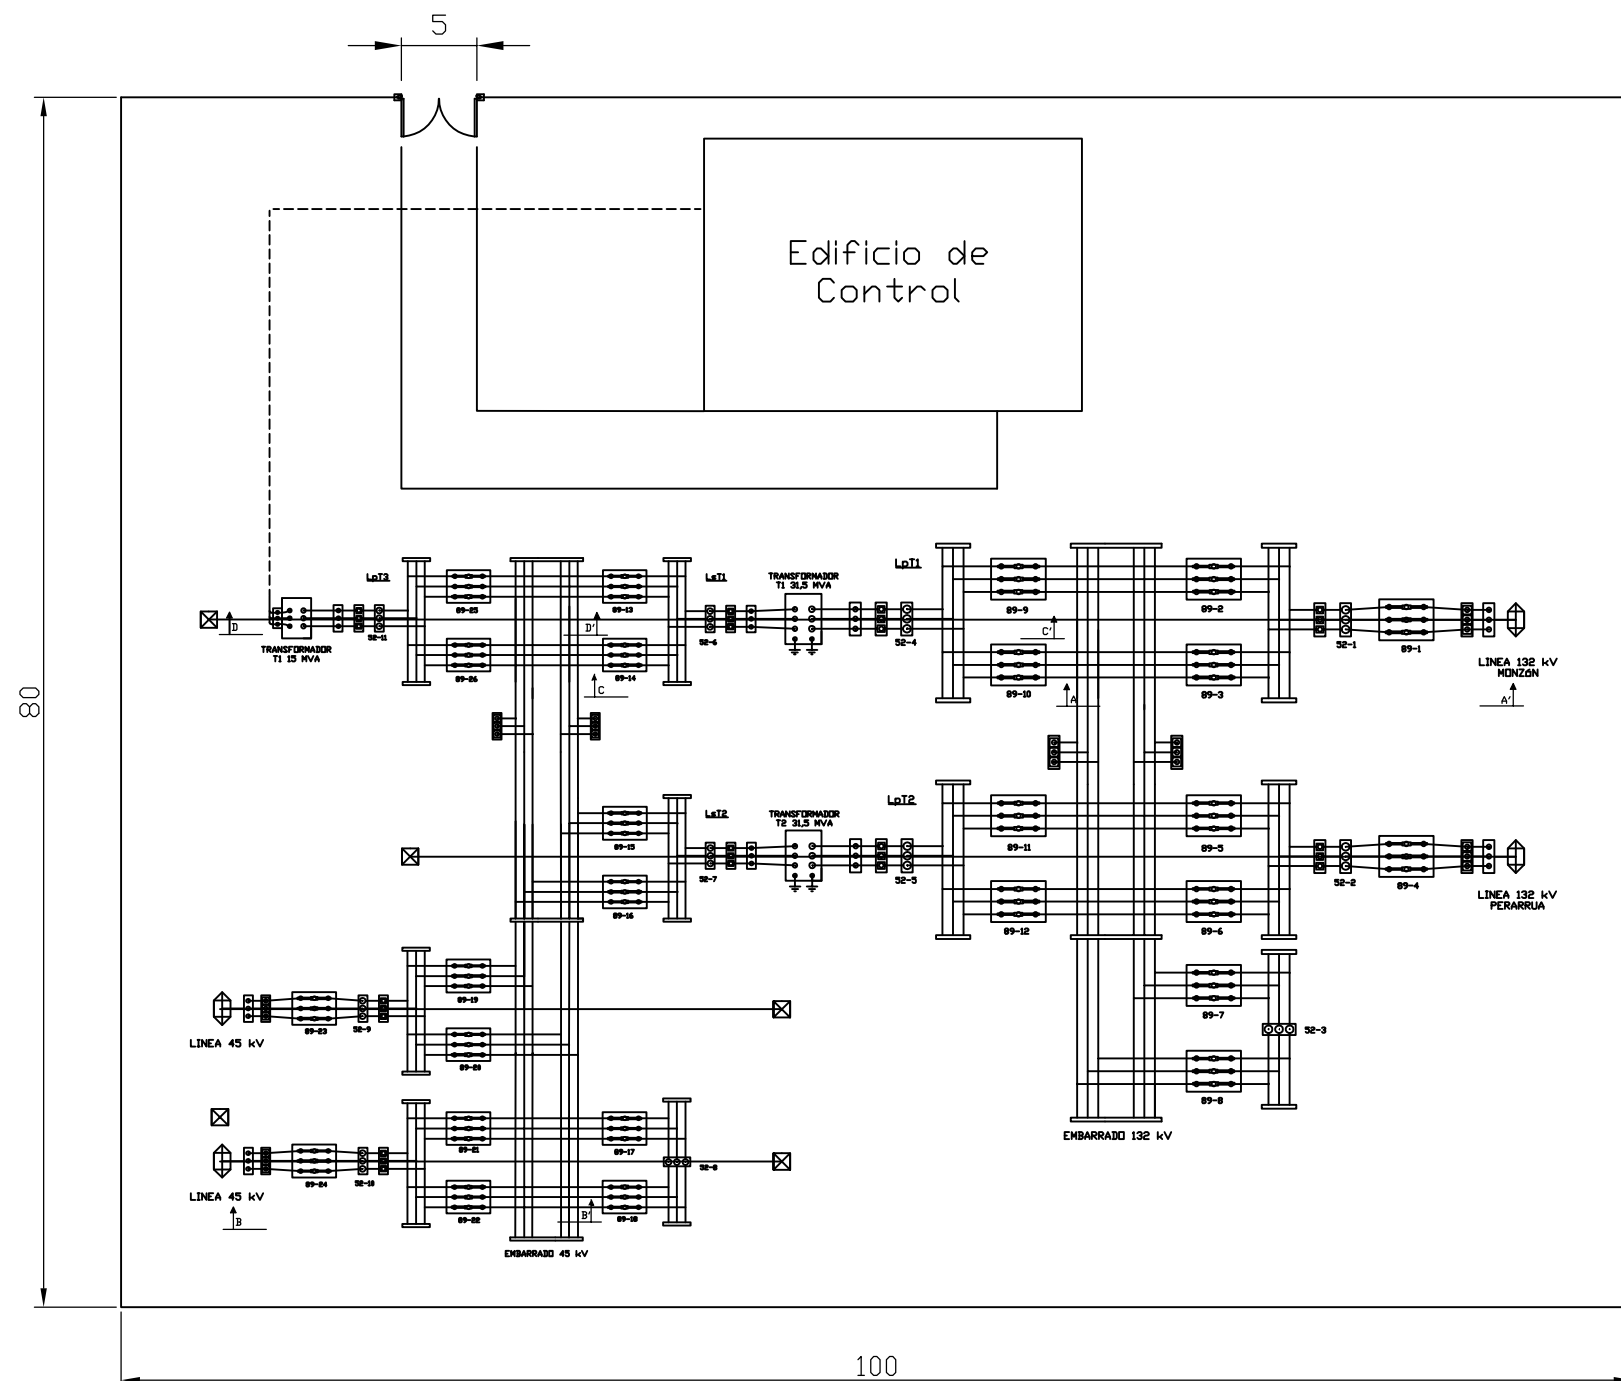 5
Edificio de
Control
LpT3
LsT1
TRANSFORMADOR
T1 31,5 MVA
LpT1
89-25
89-13
89-9
89-2
D
D'
C'
52-11
52-6
52-4
52-1
89-1
TRANSFORMADOR
T1 15 MVA
LINEA 132 kV
MONZóN
89-26
89-14
89-10
89-3
C
A
A'
80
LsT2
TRANSFORMADOR
T2 31,5 MVA
LpT2
89-15
89-11
89-5
52-7
52-5
52-2
89-4
LINEA 132 kV
PERARRUA
89-16
89-12
89-6
89-19
89-7
89-23
52-9
52-3
LINEA 45 kV
89-20
89-8
EMBARRADO 132 kV
89-21
89-17
89-24
52-10
52-8
LINEA 45 kV
B
89-22
89-18
B'
EMBARRADO 45 kV
100